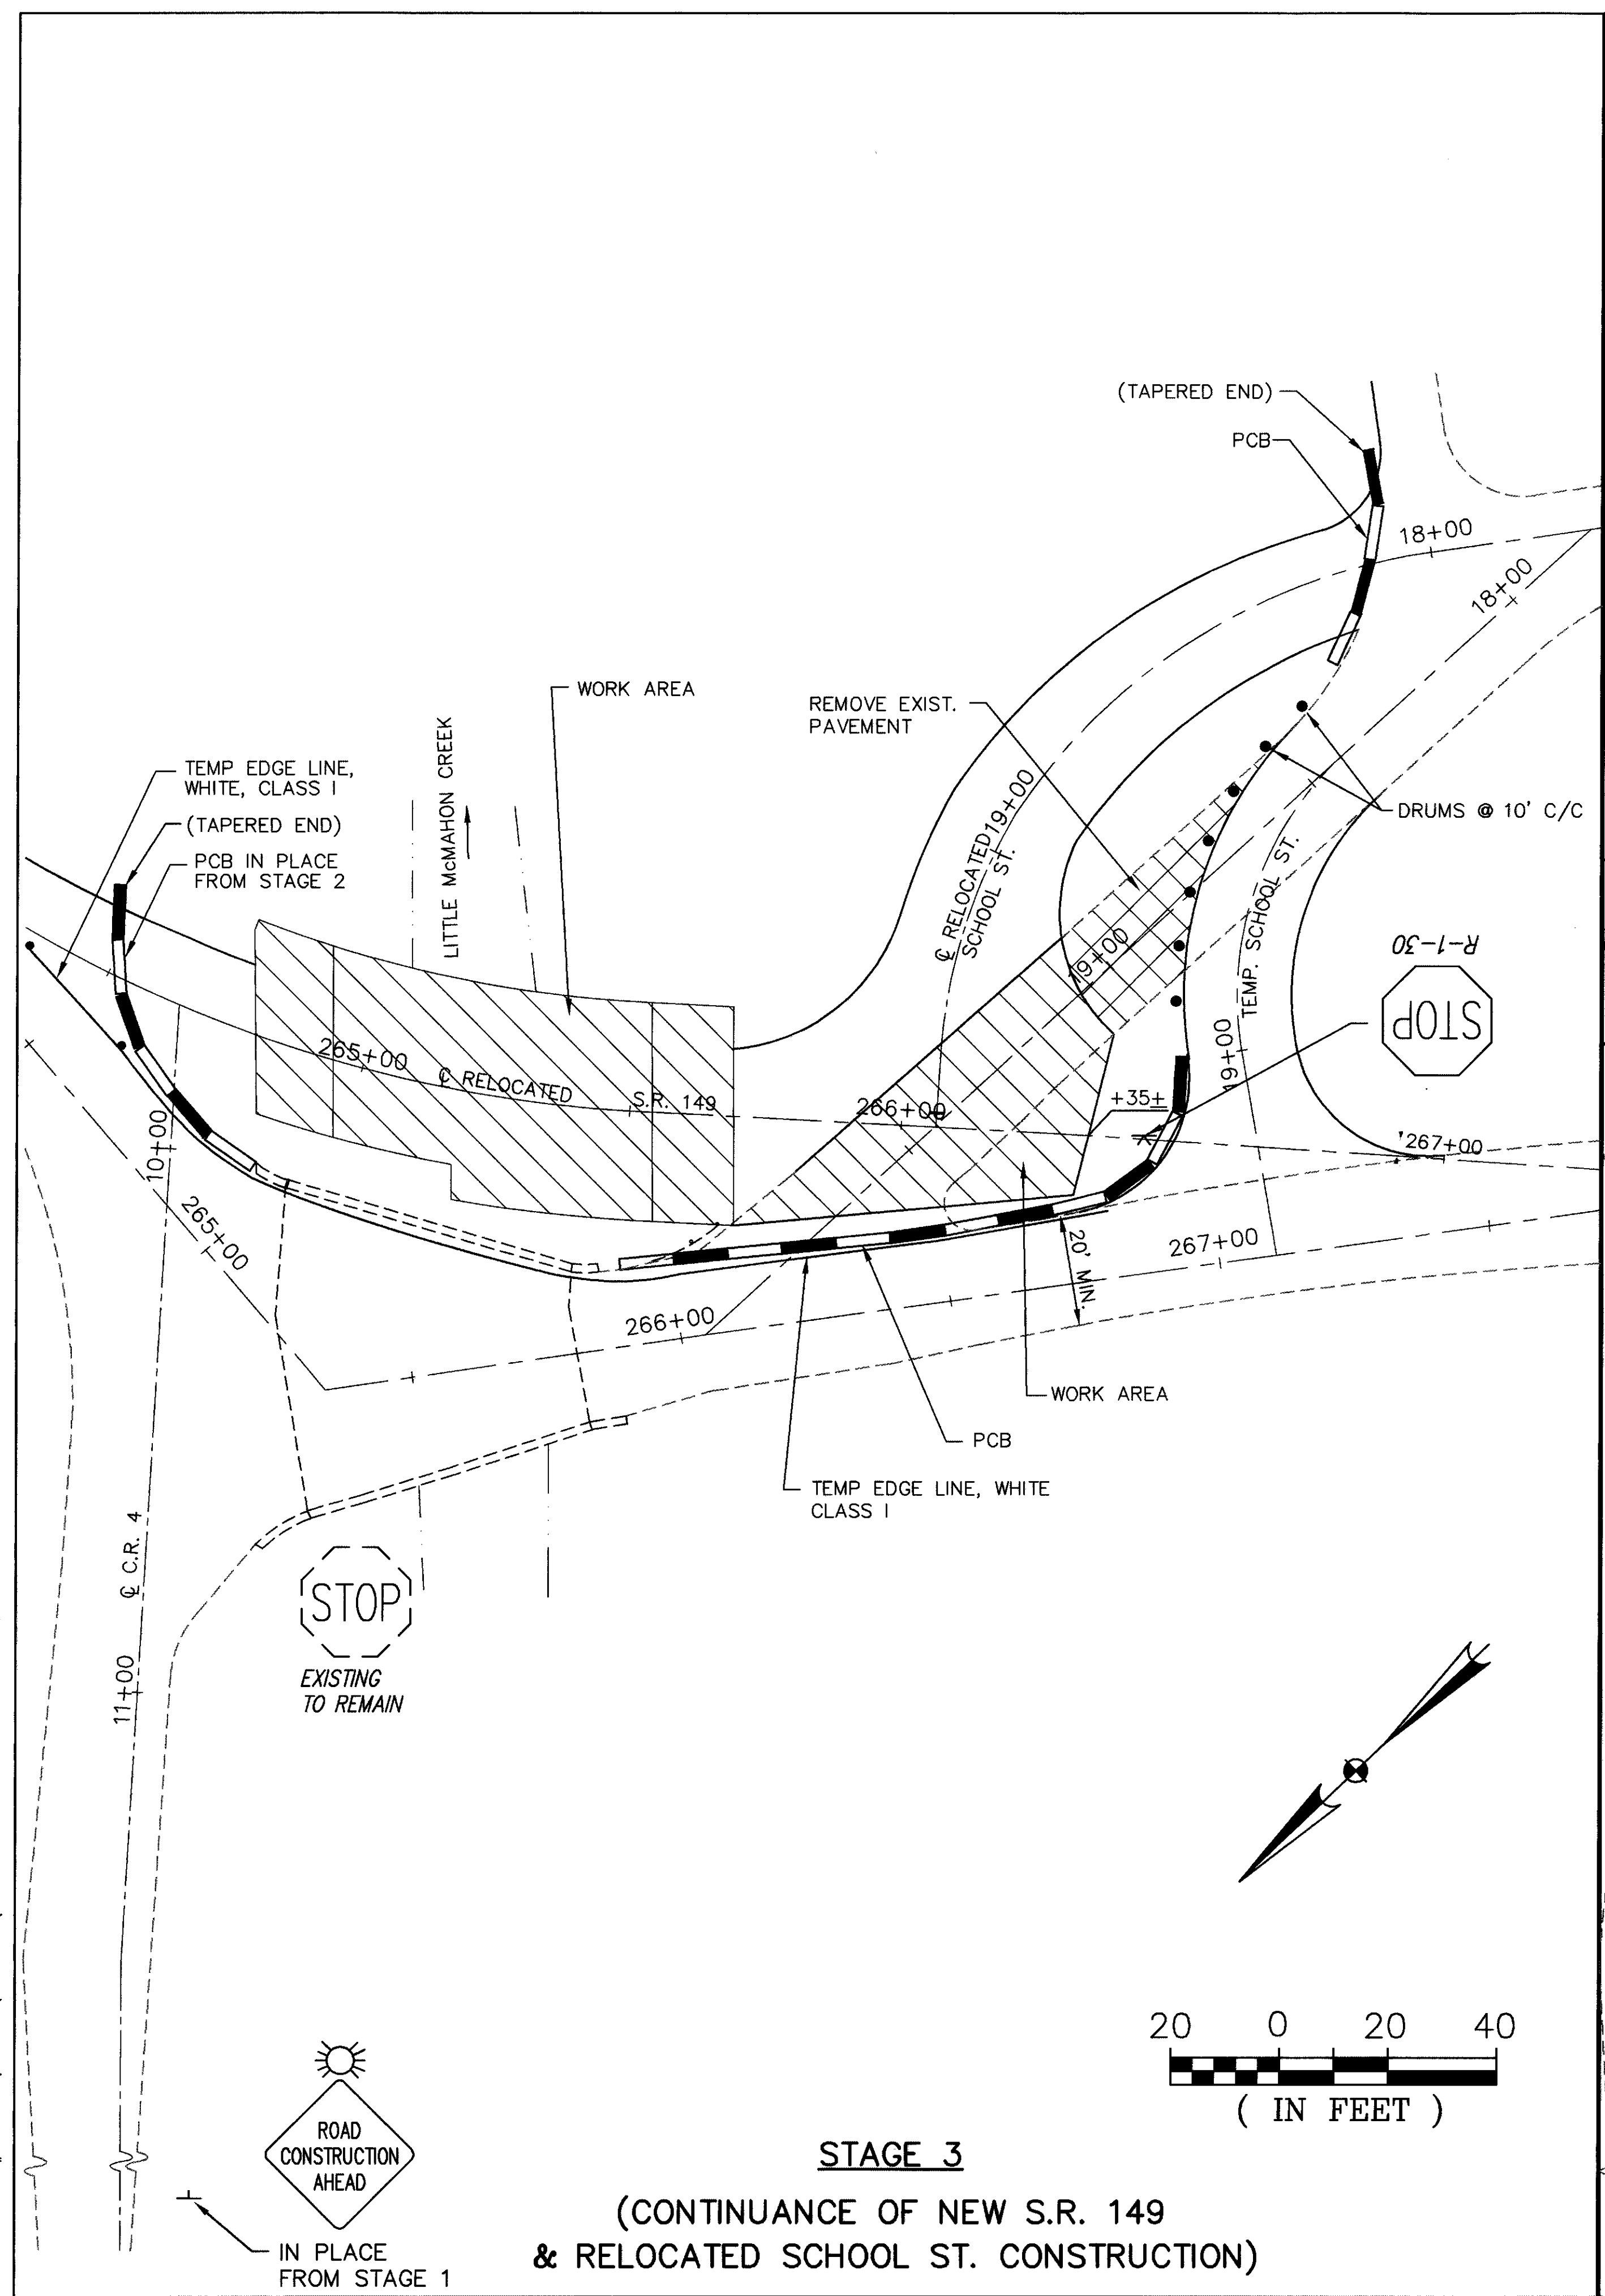 (TAPERED END)
PCB
18+00
18+00
WORK AREA
REMOVE EXIST.
PAVEMENT
LITTLE McMAHON CREEK
TEMP EDGE LINE,
WHITE, CLASS I
(TAPERED END)
PCB IN PLACE
FROM STAGE 2
DRUMS @ 10' C/C
℄ RELOCATED
SCHOOL ST.
19+00
19+00
TEMP. SCHOOL ST.
19+00
R-1-30
STOP
265+00
℄ RELOCATED
S.R. 149
266+00
+35±
267+00
10+00
265+00
266+00
267+00
20' MIN.
WORK AREA
PCB
TEMP EDGE LINE, WHITE
CLASS I
℄ C.R. 4
11+00
STOP
EXISTING
TO REMAIN
20 0 20 40
( IN FEET )
ROAD
CONSTRUCTION
AHEAD
IN PLACE
FROM STAGE 1
STAGE 3
(CONTINUANCE OF NEW S.R. 149
& RELOCATED SCHOOL ST. CONSTRUCTION)